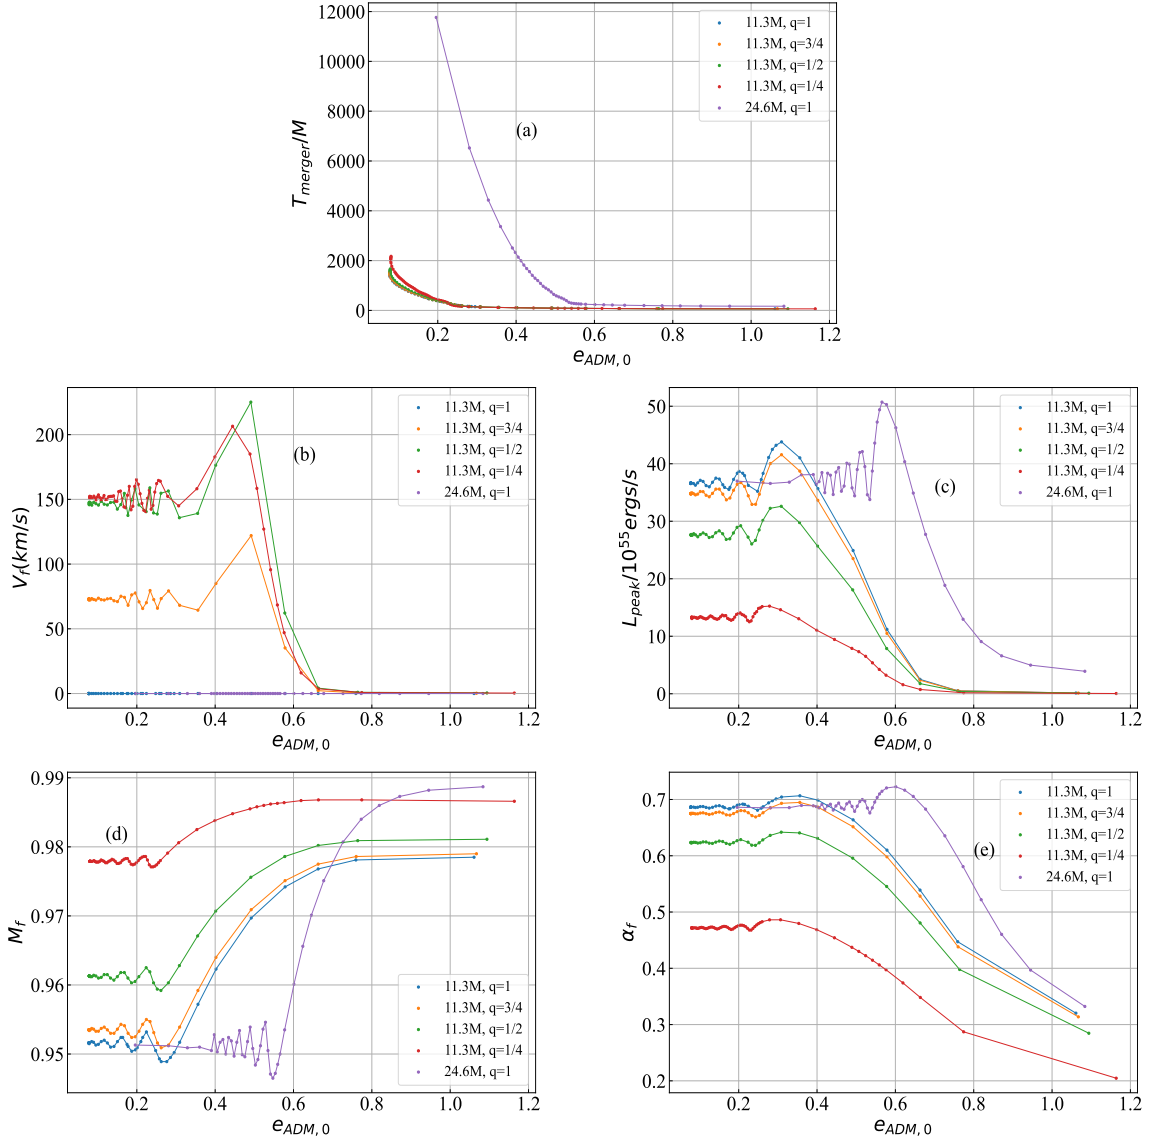 12000
10000
8000
6000
4000
2000
0
T_merger/M
(a)
11.3M, q=1
11.3M, q=3/4
11.3M, q=1/2
11.3M, q=1/4
24.6M, q=1
0.2 0.4 0.6 0.8 1.0 1.2
e_ADM, 0
200
150
100
50
0
V_f(km/s)
(b)
11.3M, q=1
11.3M, q=3/4
11.3M, q=1/2
11.3M, q=1/4
24.6M, q=1
0.2 0.4 0.6 0.8 1.0 1.2
e_ADM, 0
50
40
30
20
10
0
L_peak/10^55ergs/s
(c)
11.3M, q=1
11.3M, q=3/4
11.3M, q=1/2
11.3M, q=1/4
24.6M, q=1
0.2 0.4 0.6 0.8 1.0 1.2
e_ADM, 0
0.99
0.98
0.97
0.96
0.95
M_f
(d)
11.3M, q=1
11.3M, q=3/4
11.3M, q=1/2
11.3M, q=1/4
24.6M, q=1
0.2 0.4 0.6 0.8 1.0 1.2
e_ADM, 0
0.7
0.6
0.5
0.4
0.3
0.2
α_f
(e)
11.3M, q=1
11.3M, q=3/4
11.3M, q=1/2
11.3M, q=1/4
24.6M, q=1
0.2 0.4 0.6 0.8 1.0 1.2
e_ADM, 0